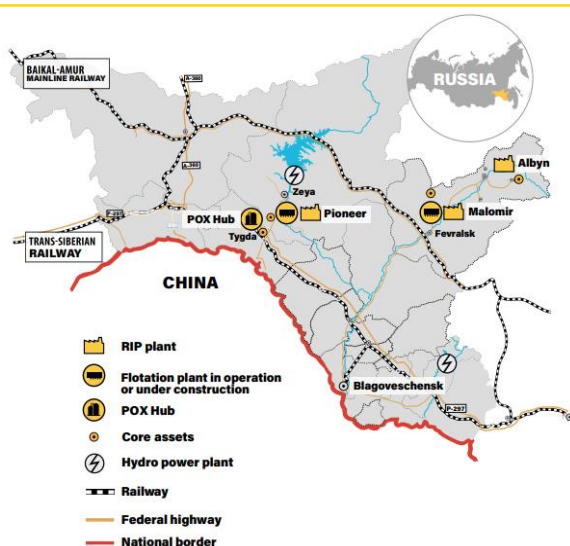 BAIKAL-AMUR
MAINLINE RAILWAY
A-360
RUSSIA
A-360
Albyn
Zeya
POX Hub
Pioneer
Malomir
Tygda
Fevralsk
P-297
TRANS-SIBERIAN
RAILWAY
CHINA
RIP plant
Flotation plant in operation
or under construction
Blagoveschensk
POX Hub
P-297
Core assets
Hydro power plant
Railway
Federal highway
National border